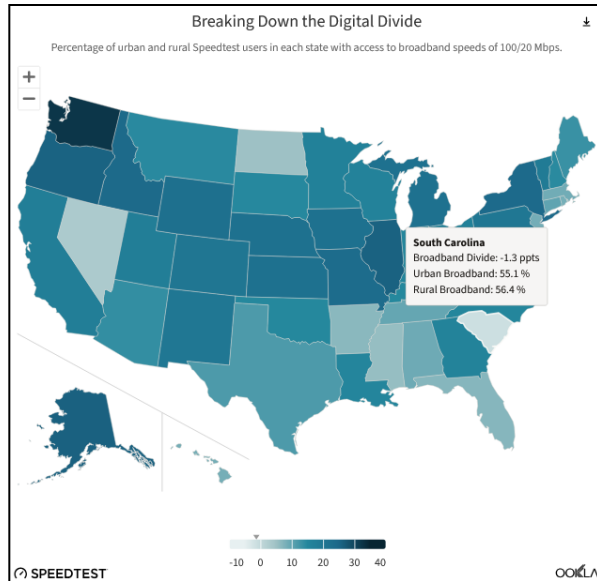 Breaking Down the Digital Divide
Percentage of urban and rural Speedtest users in each state with access to broadband speeds of 100/20 Mbps.
+
−
South Carolina
Broadband Divide: -1.3 ppts
Urban Broadband: 55.1 %
Rural Broadband: 56.4 %
-10 0 10 20 30 40
SPEEDTEST
OOKLA